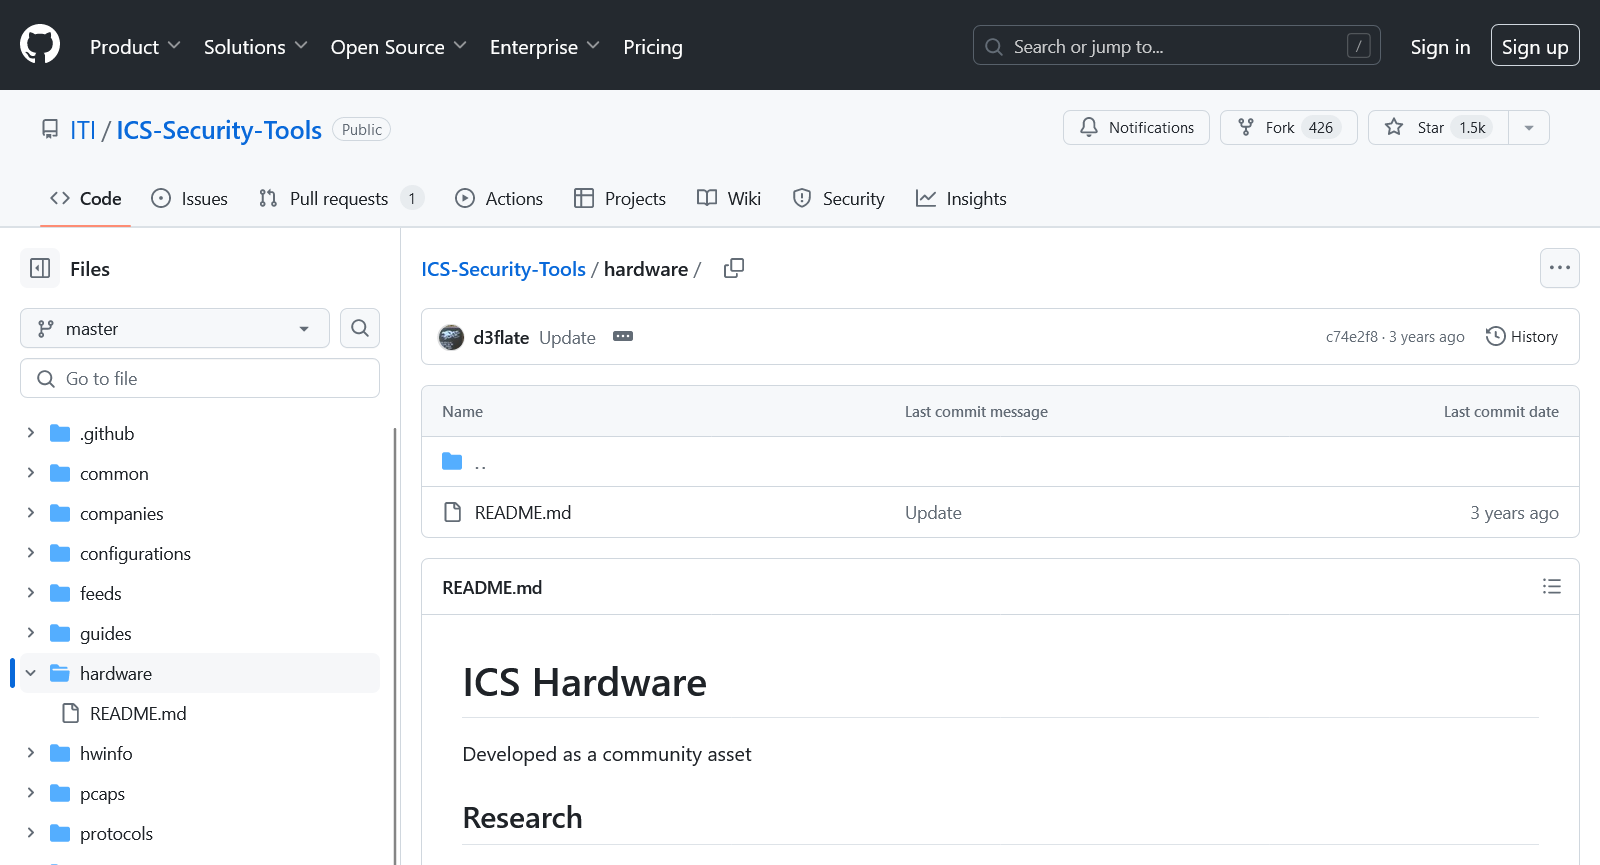 Product Solutions Open Source Enterprise Pricing Search or jump to... / Sign in Sign up
ITI / ICS-Security-Tools Public Notifications Fork 426 Star 1.5k
Code Issues Pull requests 1 Actions Projects Wiki Security Insights
Files
master
Go to file
.github
common
companies
configurations
feeds
guides
hardware
README.md
hwinfo
pcaps
protocols
ICS-Security-Tools / hardware /
d3flate Update c74e2f8 · 3 years ago History
Name Last commit message Last commit date
..
README.md Update 3 years ago
README.md
ICS Hardware
Developed as a community asset
Research